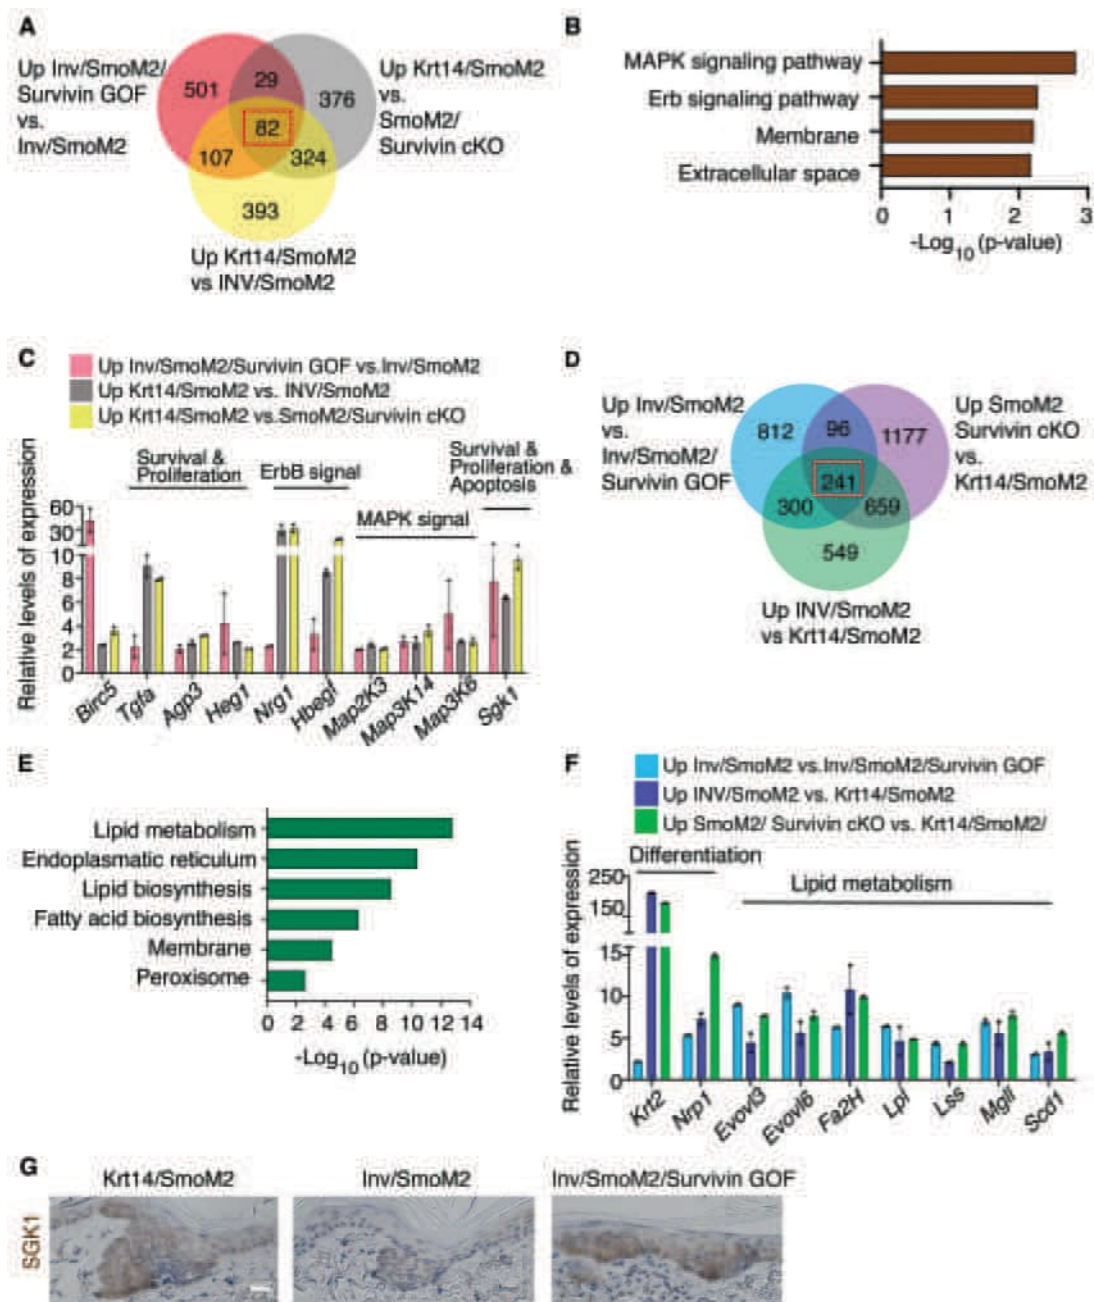 A
Up Inv/SmoM2/
Survivin GOF
vs.
Inv/SmoM2
501
29
376
82
107
324
393
Up Krt14/SmoM2
vs.
SmoM2/
Survivin cKO
Up Krt14/SmoM2
vs INV/SmoM2
B
MAPK signaling pathway
Erb signaling pathway
Membrane
Extracellular space
0 1 2 3
-Log10 (p-value)
C
Up Inv/SmoM2/Survivin GOF vs.Inv/SmoM2
Up Krt14/SmoM2 vs. INV/SmoM2
Up Krt14/SmoM2 vs.SmoM2/Survivin cKO
Relative levels of expression
Survival &
Proliferation
ErbB signal
MAPK signal
Survival &
Proliferation &
Apoptosis
60
30
10
8
6
4
2
0
Birc5 Tgfa Agp3 Heg1 Nrg1 Hbegf Map2K3 Map3K14 Map3K6 Sgk1
D
Up Inv/SmoM2
vs.
Inv/SmoM2/
Survivin GOF
812
96
1177
241
300
659
549
Up SmoM2
Survivin cKO
vs.
Krt14/SmoM2
Up INV/SmoM2
vs Krt14/SmoM2
E
Lipid metabolism
Endoplasmatic reticulum
Lipid biosynthesis
Fatty acid biosynthesis
Membrane
Peroxisome
0 2 4 6 8 10 12 14
-Log10 (p-value)
F
Up Inv/SmoM2 vs.Inv/SmoM2/Survivin GOF
Up INV/SmoM2 vs. Krt14/SmoM2
Up SmoM2/ Survivin cKO vs. Krt14/SmoM2/
Relative levels of expression
Differentiation
Lipid metabolism
250
150
15
10
5
0
Krt2 Nrp1 Evovl3 Evovl6 Fa2H Lpl Lss Mgll Scd1
G
Krt14/SmoM2
Inv/SmoM2
Inv/SmoM2/Survivin GOF
SGK1